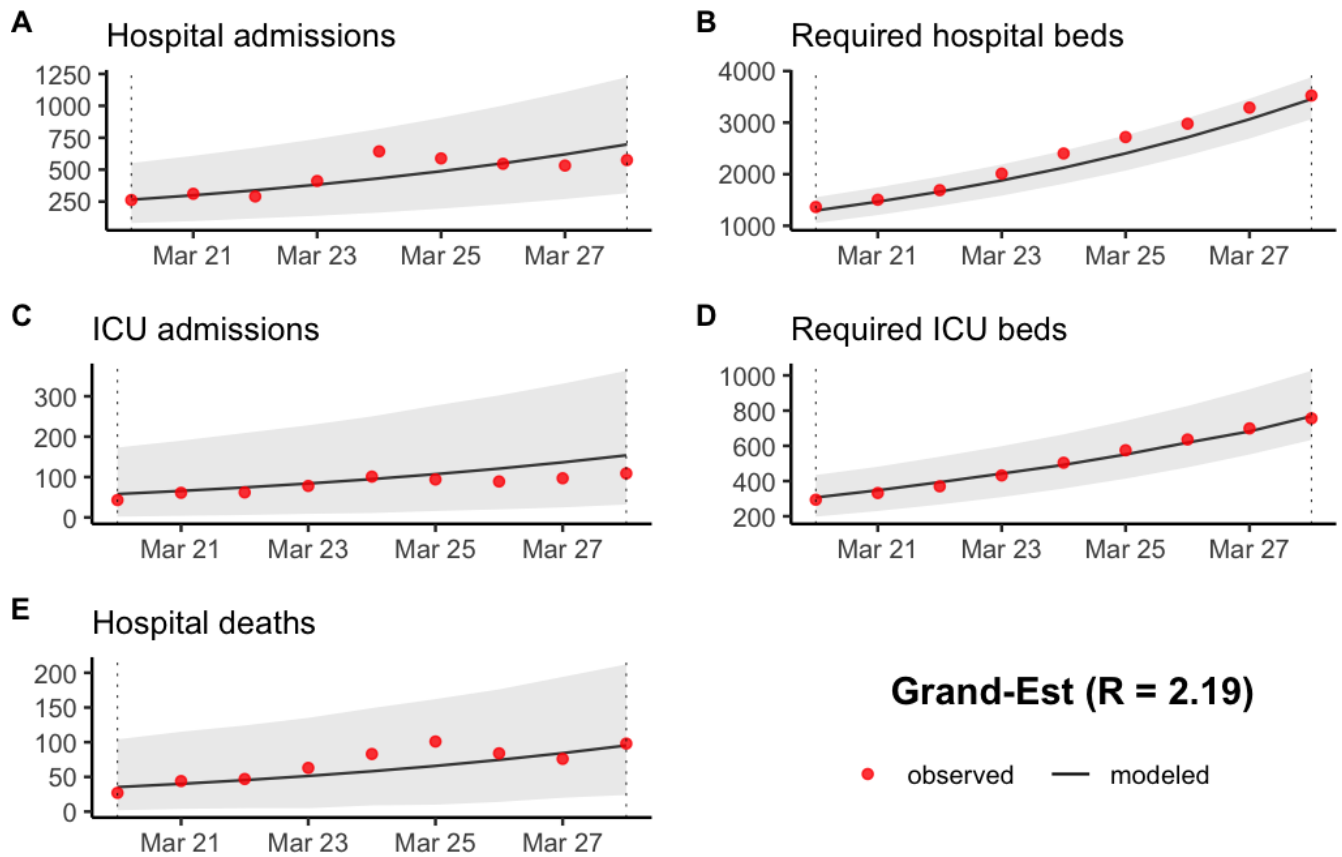 A
Hospital admissions
1250
1000
750
500
250
Mar 21 Mar 23 Mar 25 Mar 27
B
Required hospital beds
4000
3000
2000
1000
Mar 21 Mar 23 Mar 25 Mar 27
C
ICU admissions
300
200
100
0
Mar 21 Mar 23 Mar 25 Mar 27
D
Required ICU beds
1000
800
600
400
200
Mar 21 Mar 23 Mar 25 Mar 27
E
Hospital deaths
200
150
100
50
0
Mar 21 Mar 23 Mar 25 Mar 27
Grand-Est (R = 2.19)
observed modeled